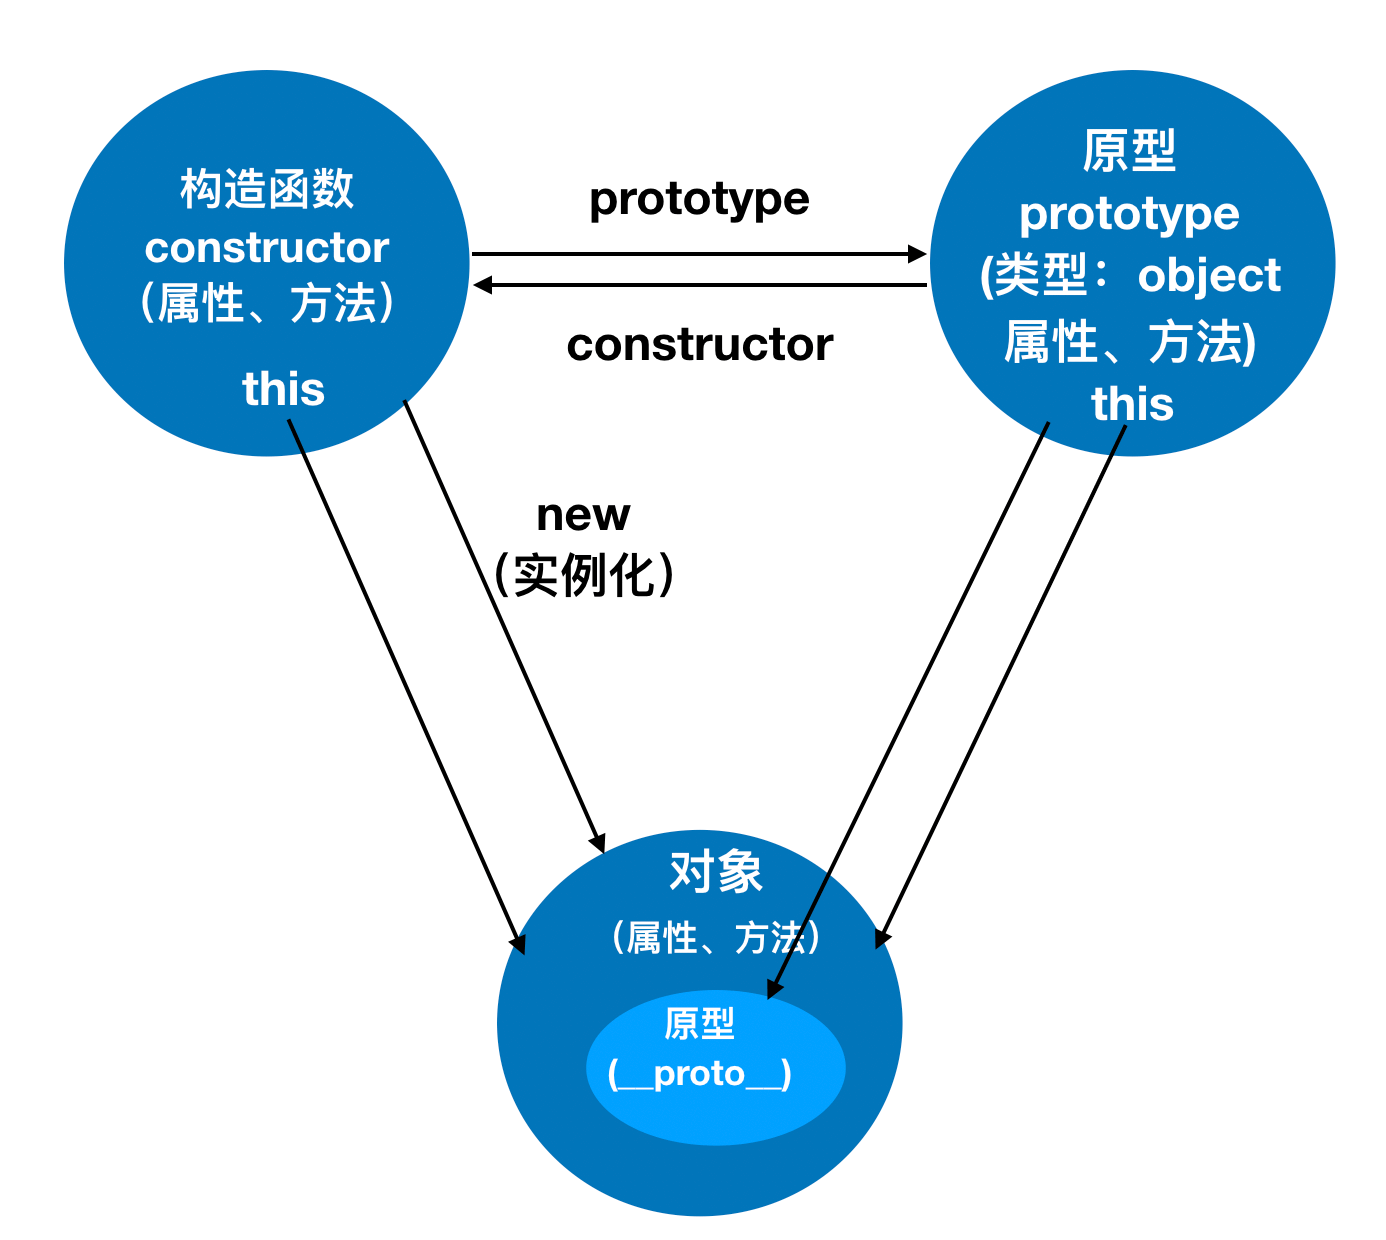 构造函数
constructor
（属性、方法）
this
prototype
constructor
原型
prototype
(类型：object
属性、方法)
this
new
（实例化）
对象
（属性、方法）
原型
(__proto__)